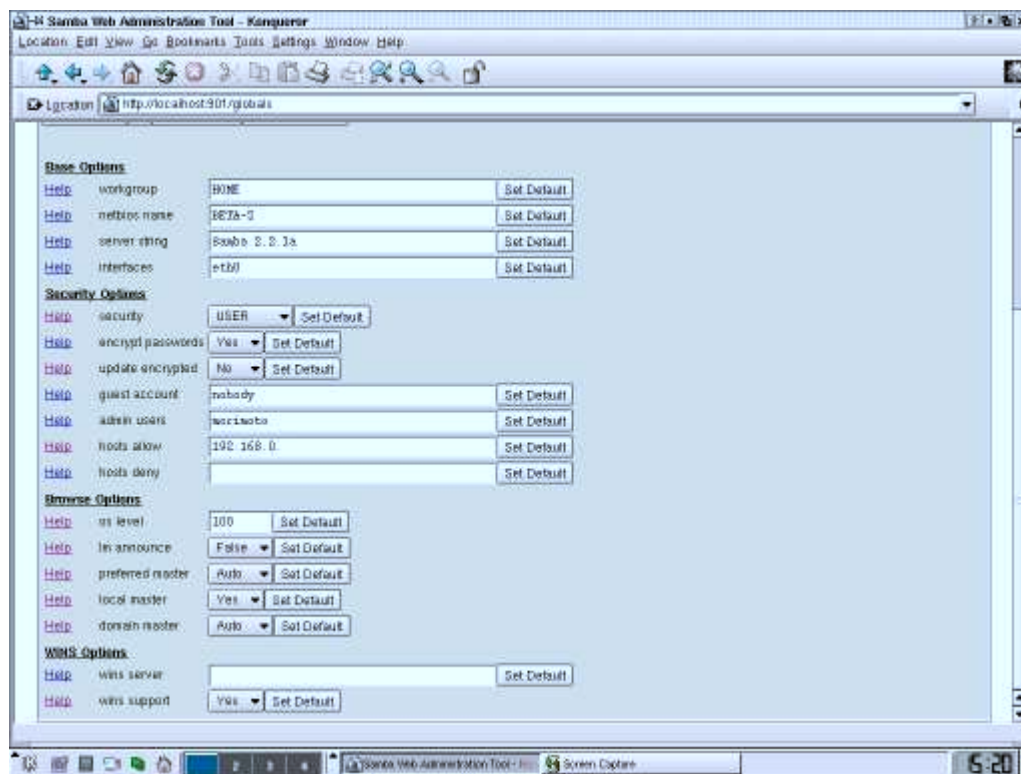 Samba Web Administration Tool - Konqueror
Location Edit View Go Bookmarks Tools Settings Window Help
Location http://localhost:901/globals
Base Options
Help workgroup HOME Set Default
Help netbios name Set Default
Help server string Samba Set Default
Help interfaces eth0 Set Default
Security Options
Help security USER Set Default
Help encrypt passwords Yes Set Default
Help update encrypted No Set Default
Help guest account nobody Set Default
Help admin users morimoto Set Default
Help hosts allow 192.168.0. Set Default
Help hosts deny Set Default
Browse Options
Help os level 100 Set Default
Help lm announce False Set Default
Help preferred master Auto Set Default
Help local master Yes Set Default
Help domain master Auto Set Default
WINS Options
Help wins server Set Default
Help wins support Yes Set Default
2 3 4 Samba Web Administration Tool - Screen Capture 5:20